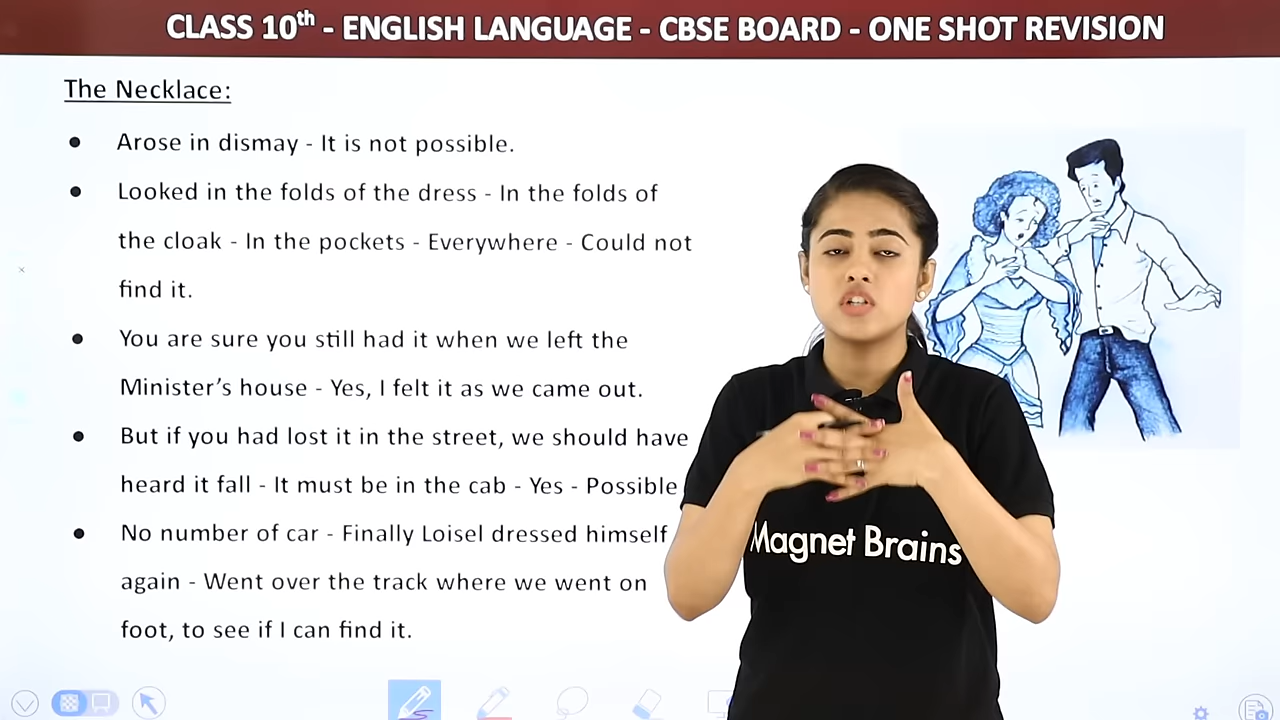 CLASS 10th - ENGLISH LANGUAGE - CBSE BOARD - ONE SHOT REVISION
The Necklace:
● Arose in dismay - It is not possible.
● Looked in the folds of the dress - In the folds of
the cloak - In the pockets - Everywhere - Could not
find it.
● You are sure you still had it when we left the
Minister’s house - Yes, I felt it as we came out.
● But if you had lost it in the street, we should have
heard it fall - It must be in the cab - Yes - Possible
● No number of car - Finally Loisel dressed himself
again - Went over the track where we went on
foot, to see if I can find it.
Magnet Brains